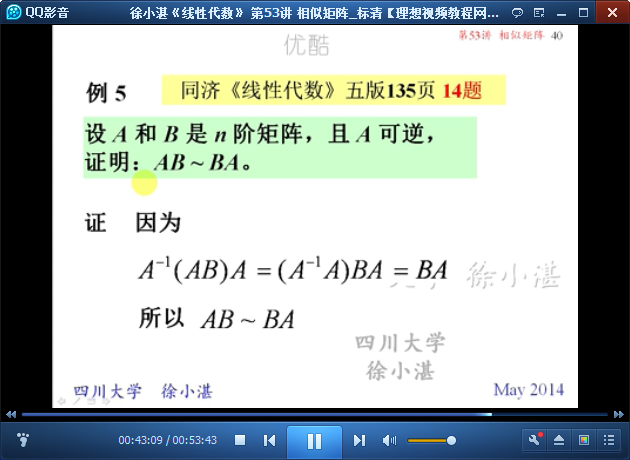 QQ影音 徐小湛《线性代数》 第53讲 相似矩阵_标清【理想视频教程网...
优酷
第53讲 相似矩阵 40
例 5 同济《线性代数》五版135页 14题
设 A 和 B 是 n 阶矩阵，且 A 可逆，
证明： AB ~ BA。
证 因为
A⁻¹(AB)A = (A⁻¹A)BA = BA
徐小湛
所以 AB ~ BA
四川大学
徐小湛
四川大学 徐小湛 May 2014
00:43:09 / 00:53:43